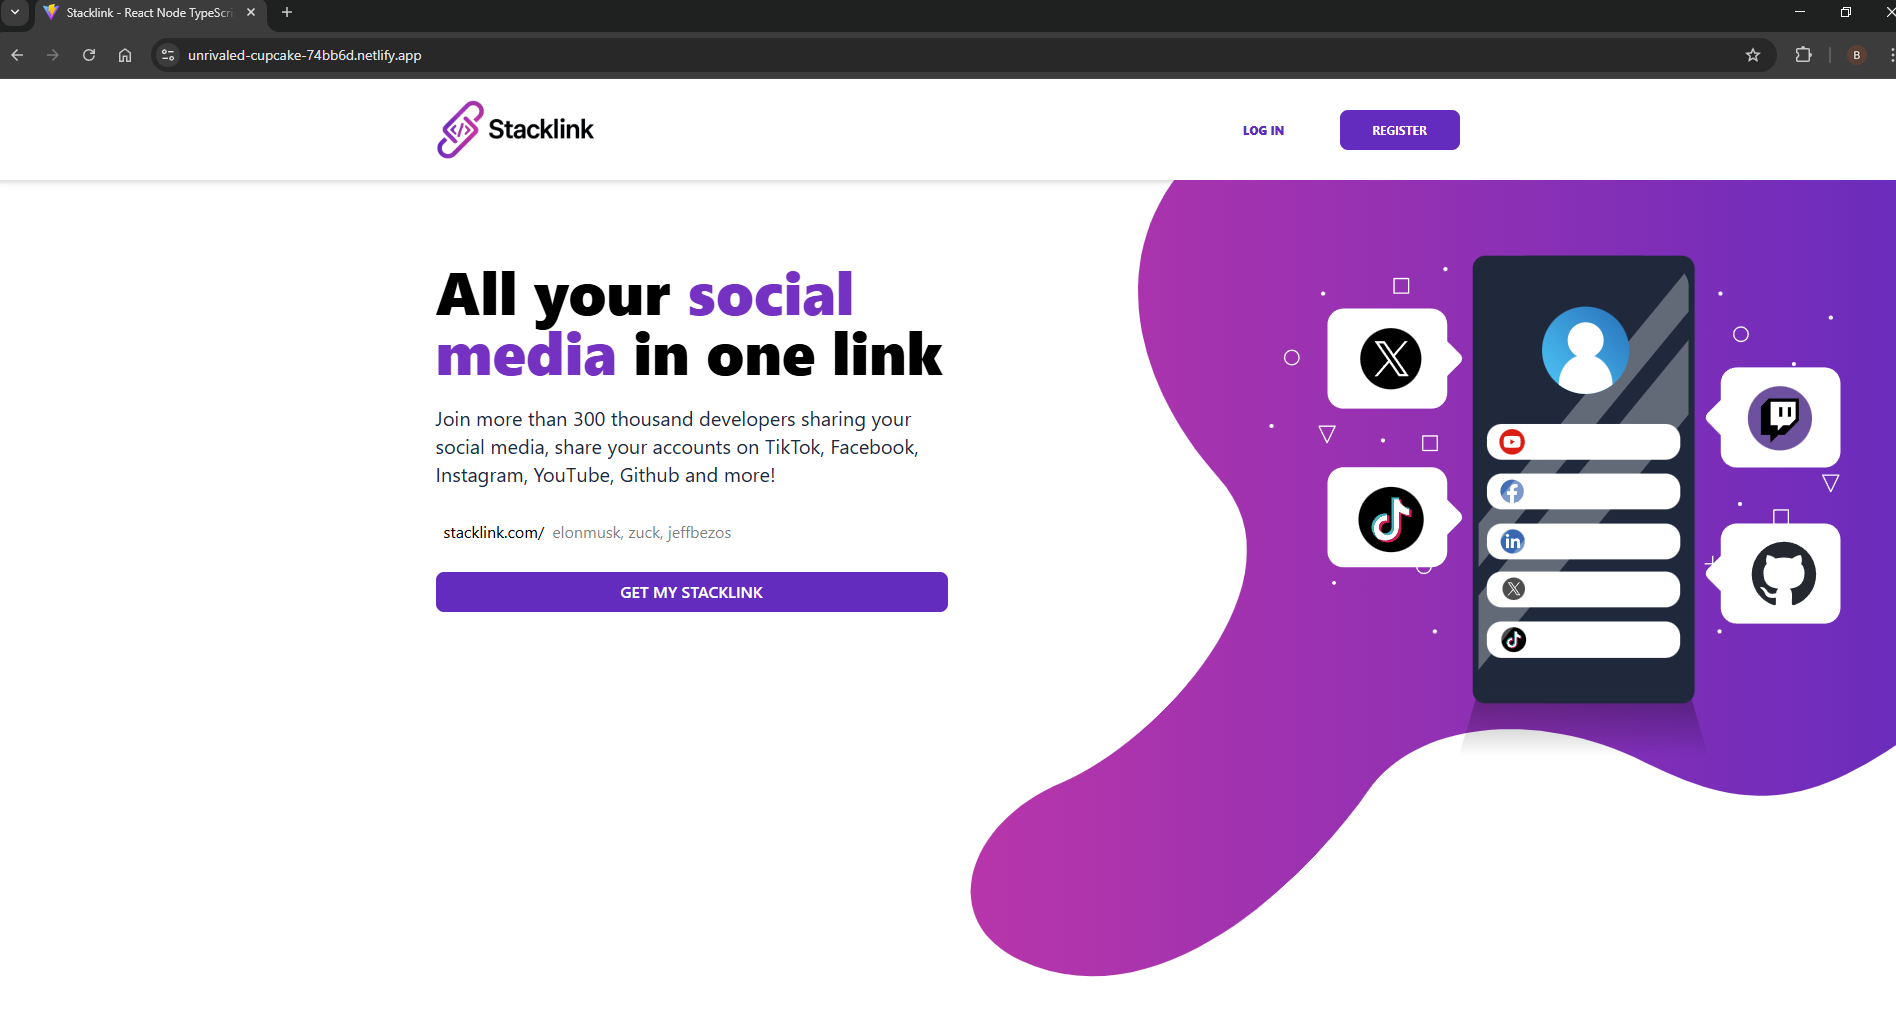 Stacklink - React Node TypeScri
unrivaled-cupcake-74bb6d.netlify.app
B
Stacklink
LOG IN
REGISTER
All your social
media in one link
Join more than 300 thousand developers sharing your
social media, share your accounts on TikTok, Facebook,
Instagram, YouTube, Github and more!
stacklink.com/ elonmusk, zuck, jeffbezos
GET MY STACKLINK